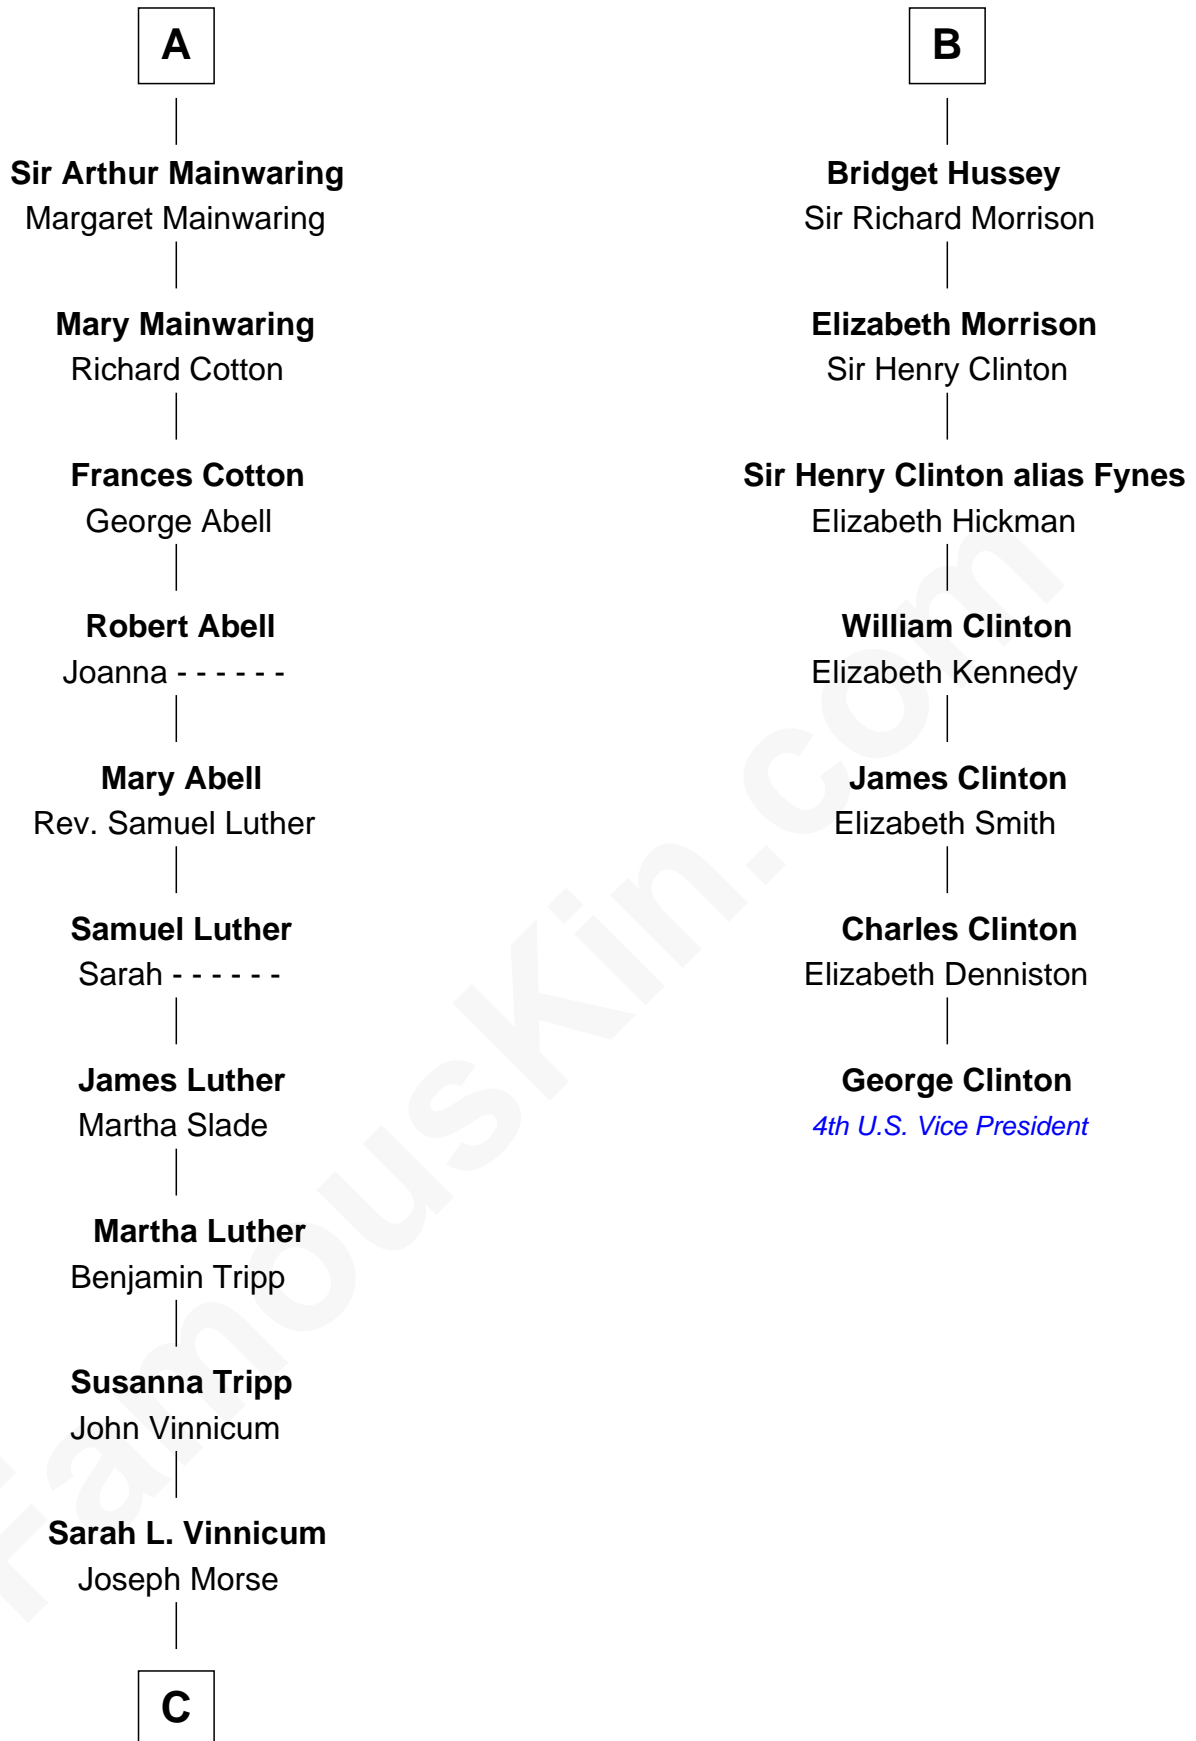 A
Sir Arthur Mainwaring
Margaret Mainwaring
Mary Mainwaring
Richard Cotton
Frances Cotton
George Abell
Robert Abell
Joanna - - - - - -
Mary Abell
Rev. Samuel Luther
Samuel Luther
Sarah - - - - - -
James Luther
Martha Slade
Martha Luther
Benjamin Tripp
Susanna Tripp
John Vinnicum
Sarah L. Vinnicum
Joseph Morse
C
B
Bridget Hussey
Sir Richard Morrison
Elizabeth Morrison
Sir Henry Clinton
Sir Henry Clinton alias Fynes
Elizabeth Hickman
William Clinton
Elizabeth Kennedy
James Clinton
Elizabeth Smith
Charles Clinton
Elizabeth Denniston
George Clinton
4th U.S. Vice President
FamousKin.com